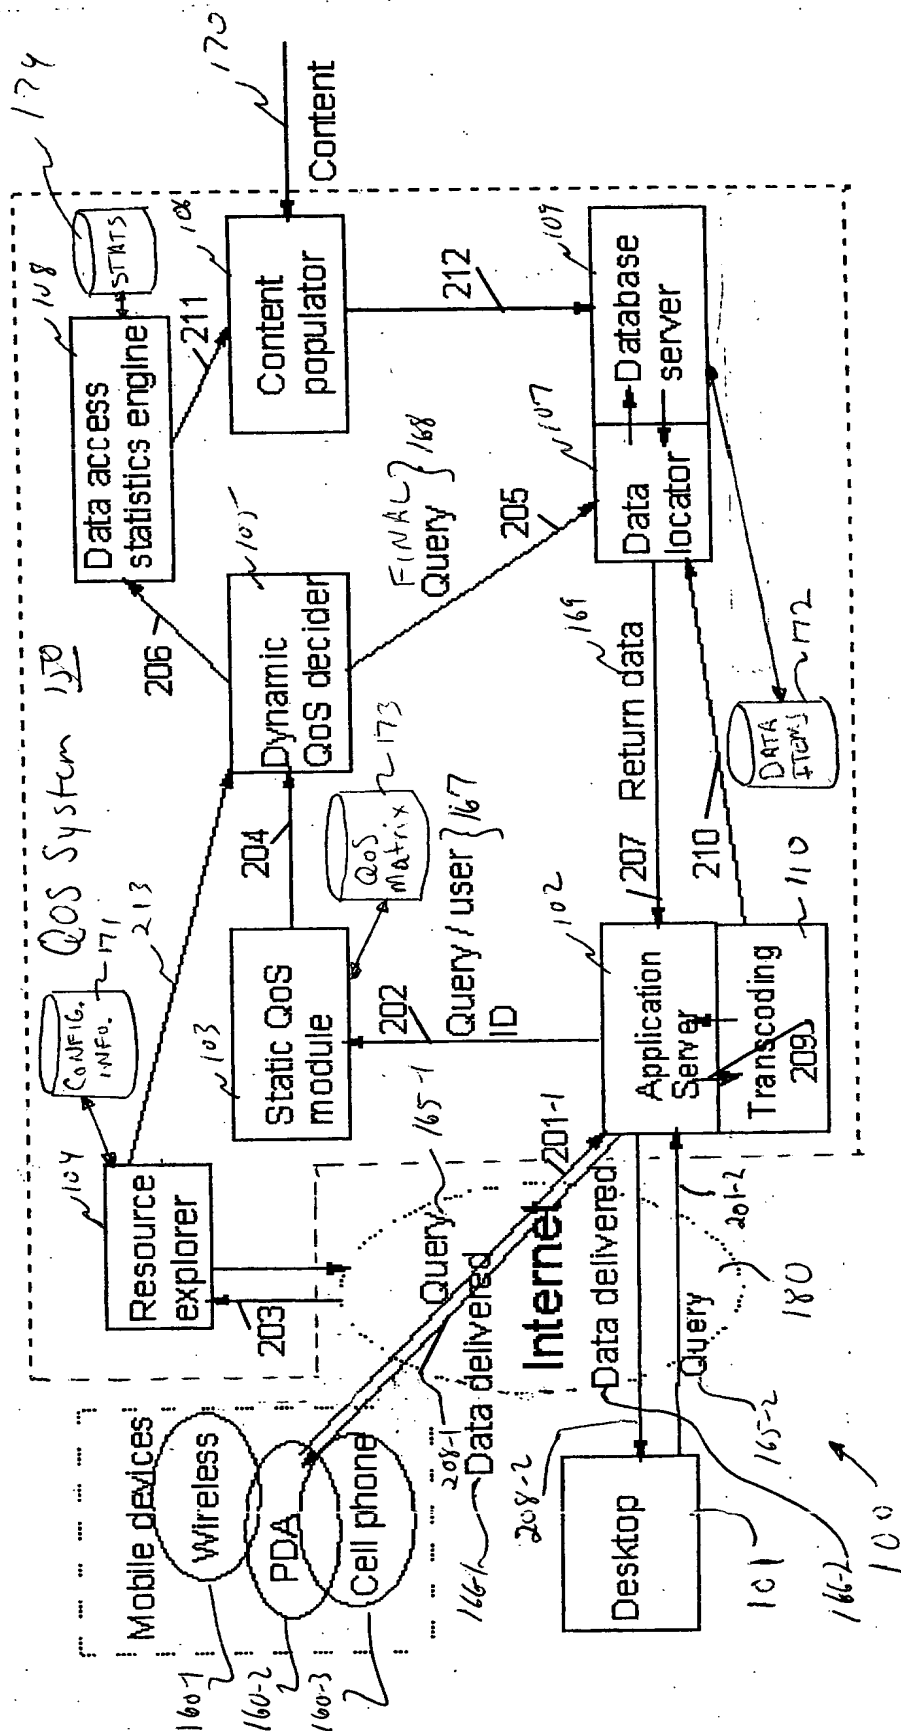 QOS System 150
174
170
Content
108
STATS
Data access
statistics engine
211
106
Content
populator
212
109
Database
server
107
Data
locator
206
105
Dynamic
QoS decider
FINAL
Query } 168
205
169
Return data
207
172
DATA
ITEMS
210
213
171
CONFIG.
INFO.
204
173
QoS
Matrix
103
Static QoS
module
202
Query / user } 167
ID
102
Application
Server
110
Transcoding
209
104
Resource
explorer
203
165-1
Query
201-1
Internet
Data delivered
201-2
Query
180
165-2
208-1
Data delivered
166-1
208-2
Mobile devices
Wireless
PDA
Cell phone
160-1
160-2
160-3
Desktop
101
166-2
100